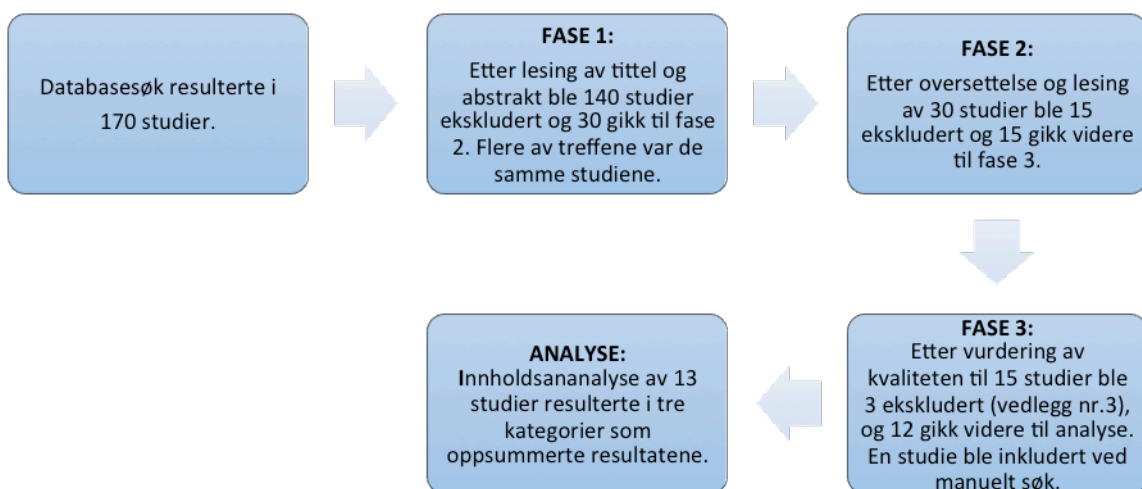 Databasesøk resulterte i
170 studier.
FASE 1:
Etter lesing av tittel og
abstrakt ble 140 studier
ekskludert og 30 gikk til fase
2. Flere av treffene var de
samme studiene.
FASE 2:
Etter oversettelse og lesing
av 30 studier ble 15
ekskludert og 15 gikk videre
til fase 3.
FASE 3:
Etter vurdering av
kvaliteten til 15 studier ble
3 ekskludert (vedlegg nr.3),
og 12 gikk videre til analyse.
En studie ble inkludert ved
manuelt søk.
ANALYSE:
Innholdsananalyse av 13
studier resulterte i tre
kategorier som
oppsummerte resultatene.